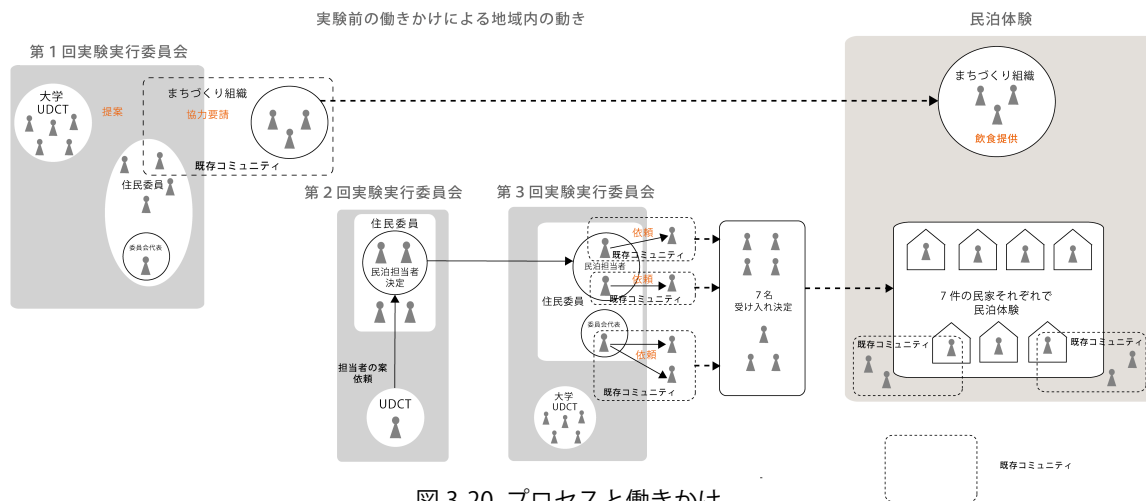 実験前の働きかけによる地域内の動き
民泊体験
第1回実験実行委員会
大学
UDCT
提案
まちづくり組織
協力要請
既存コミュニティ
住民委員
委員会代表
まちづくり組織
飲食提供
第2回実験実行委員会
住民委員
民泊担当者
決定
担当者の案
依頼
UDCT
第3回実験実行委員会
依頼
既存コミュニティ
民泊担当者
依頼
既存コミュニティ
住民委員
委員会代表
依頼
既存コミュニティ
大学
UDCT
7名
受け入れ決定
7件の民家それぞれで
民泊体験
既存コミュニティ
既存コミュニティ
既存コミュニティ
図 3-20 プロセスと働きかけ